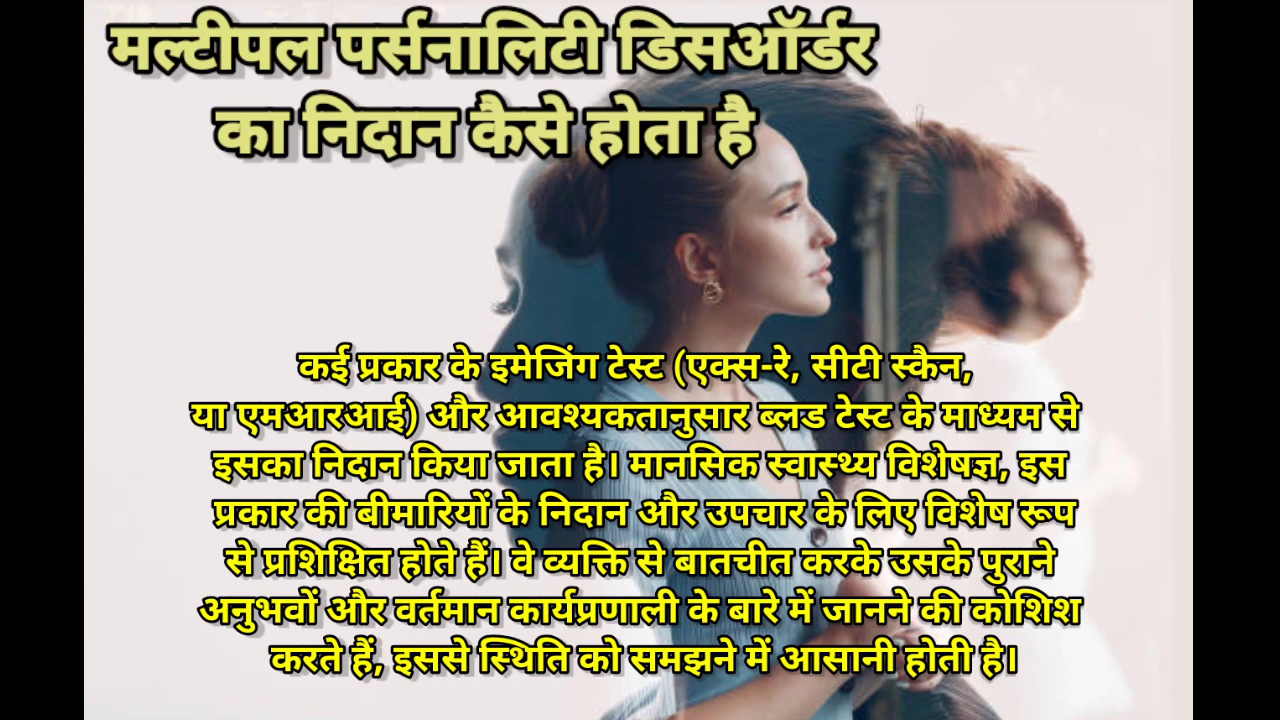 मल्टीपल पर्सनालिटी डिसऑर्डर
का निदान कैसे होता है
कई प्रकार के इमेजिंग टेस्ट (एक्स-रे, सीटी स्कैन,
या एमआरआई) और आवश्यकतानुसार ब्लड टेस्ट के माध्यम से
इसका निदान किया जाता है। मानसिक स्वास्थ्य विशेषज्ञ, इस
प्रकार की बीमारियों के निदान और उपचार के लिए विशेष रूप
से प्रशिक्षित होते हैं। वे व्यक्ति से बातचीत करके उसके पुराने
अनुभवों और वर्तमान कार्यप्रणाली के बारे में जानने की कोशिश
करते हैं, इससे स्थिति को समझने में आसानी होती है।